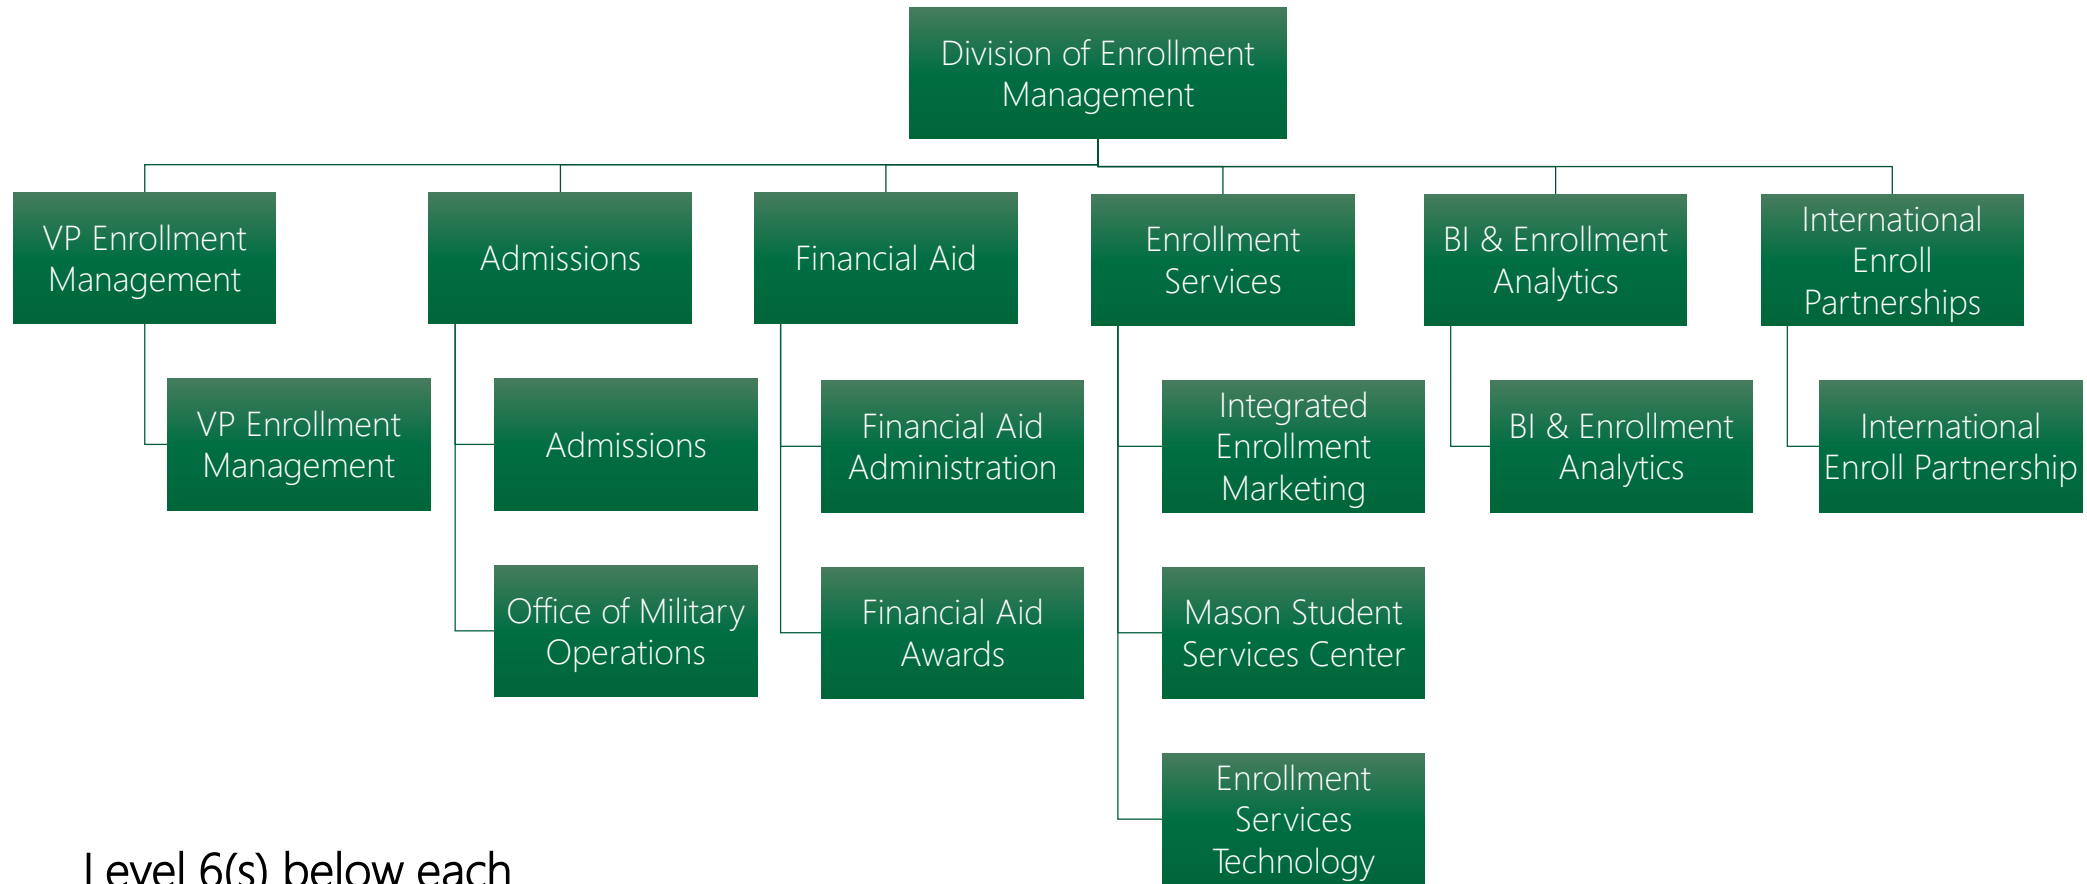 Division of Enrollment
Management
VP Enrollment
Management
Admissions
Financial Aid
Enrollment
Services
BI & Enrollment
Analytics
International
Enroll
Partnerships
VP Enrollment
Management
Admissions
Financial Aid
Administration
Integrated
Enrollment
Marketing
BI & Enrollment
Analytics
International
Enroll Partnership
Office of Military
Operations
Financial Aid
Awards
Mason Student
Services Center
Enrollment
Services
Technology
Level 6(s) below each